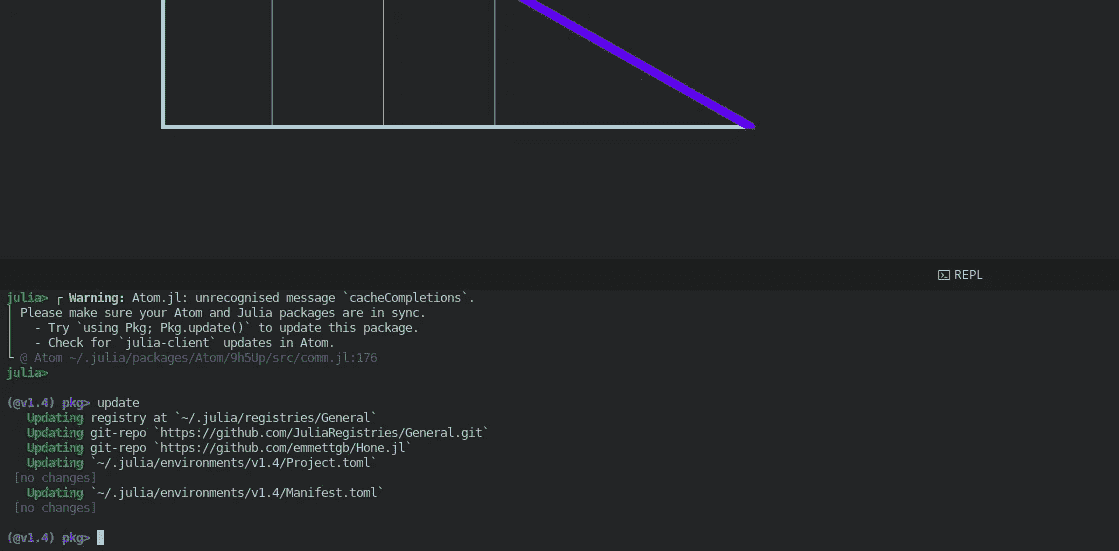 REPL
julia> ┌ Warning: Atom.jl: unrecognised message `cacheCompletions`.
│ Please make sure your Atom and Julia packages are in sync.
│   - Try `using Pkg; Pkg.update()` to update this package.
│   - Check for `julia-client` updates in Atom.
└ @ Atom ~/.julia/packages/Atom/9h5Up/src/comm.jl:176
julia>
(@v1.4) pkg> update
Updating registry at `~/.julia/registries/General`
Updating git-repo `https://github.com/JuliaRegistries/General.git`
Updating git-repo `https://github.com/emmettgb/Hone.jl`
Updating `~/.julia/environments/v1.4/Project.toml`
[no changes]
Updating `~/.julia/environments/v1.4/Manifest.toml`
[no changes]
(@v1.4) pkg>